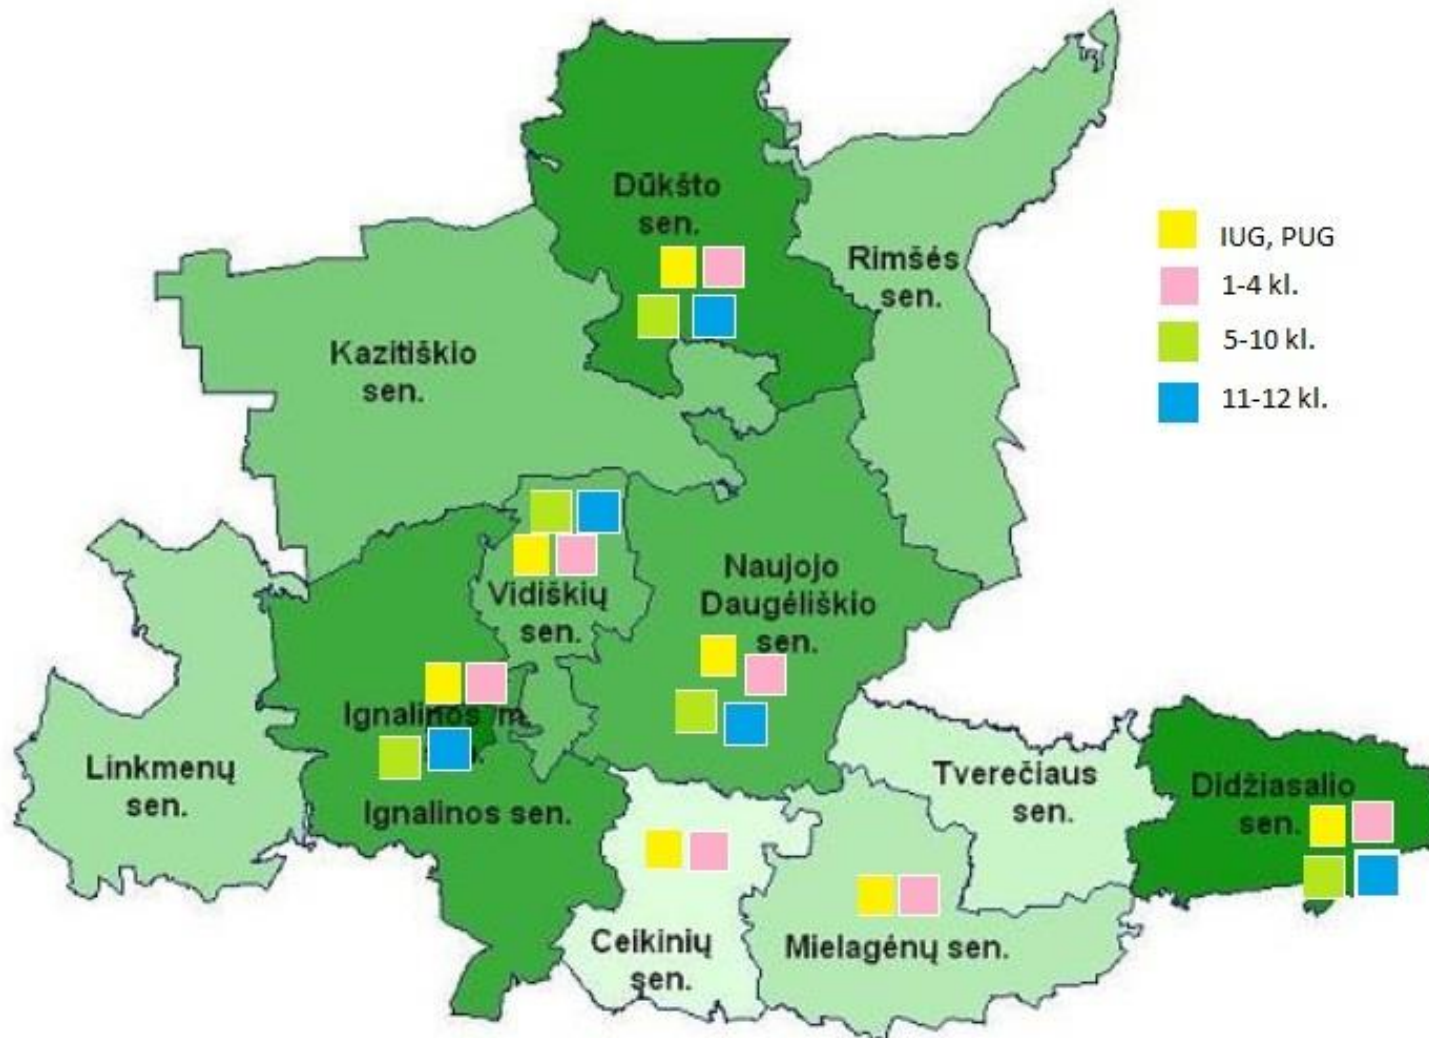 Dūkšto
sen.
Rimšės
sen.
Kazitiškio
sen.
IUG, PUG
1-4 kl.
5-10 kl.
11-12 kl.
Vidiškių
sen.
Naujojo
Daugėliškio
sen.
Ignalinos m.
Ignalinos sen.
Linkmenų
sen.
Tverečiaus
sen.
Didžiasalio
sen.
Ceikinių
sen.
Mielagėnų sen.